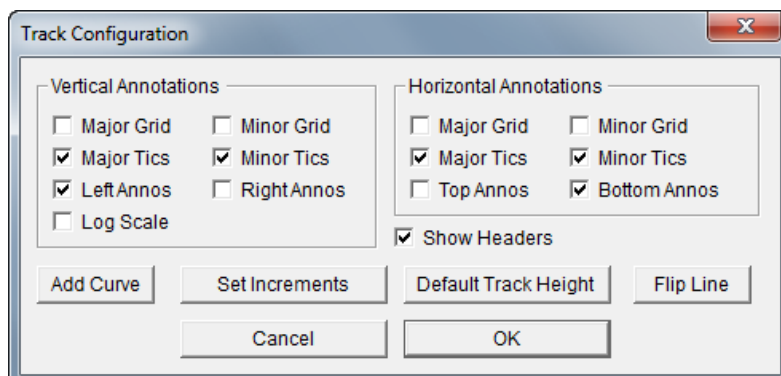 Track Configuration
Vertical Annotations
Horizontal Annotations
Major Grid
Minor Grid
Major Grid
Minor Grid
Major Tics
Minor Tics
Major Tics
Minor Tics
Left Annos
Right Annos
Top Annos
Bottom Annos
Log Scale
Show Headers
Add Curve
Set Increments
Default Track Height
Flip Line
Cancel
OK